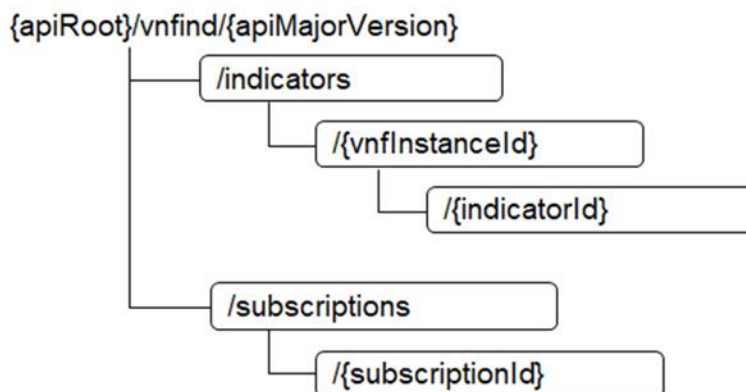 {apiRoot}/vnfind/{apiMajorVersion}
/indicators
/{vnfInstanceId}
/{indicatorId}
/subscriptions
/{subscriptionId}